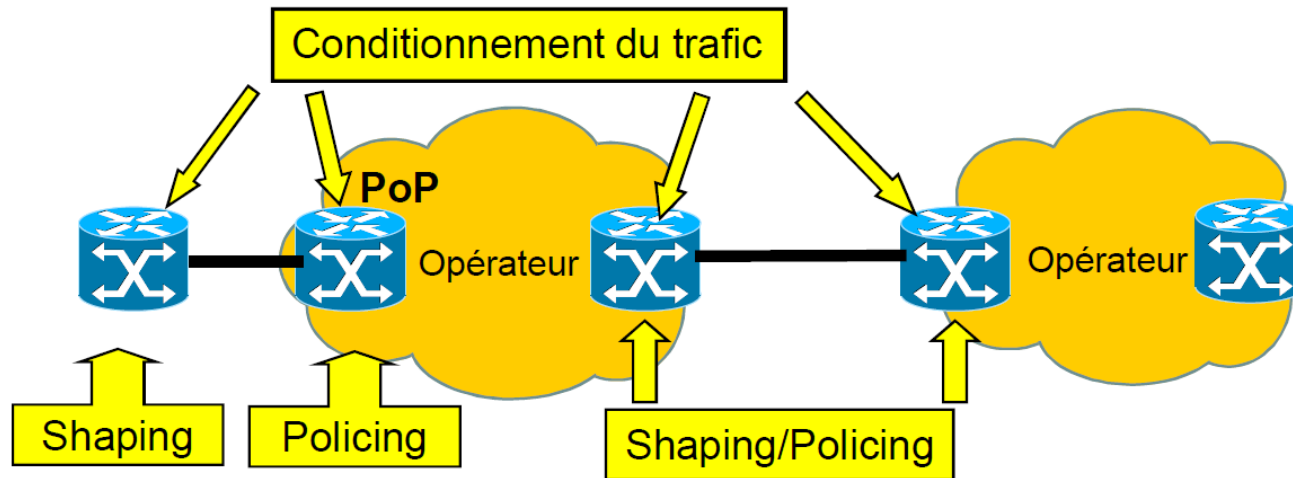 Conditionnement du trafic
PoP
Opérateur
Opérateur
Shaping
Policing
Shaping/Policing